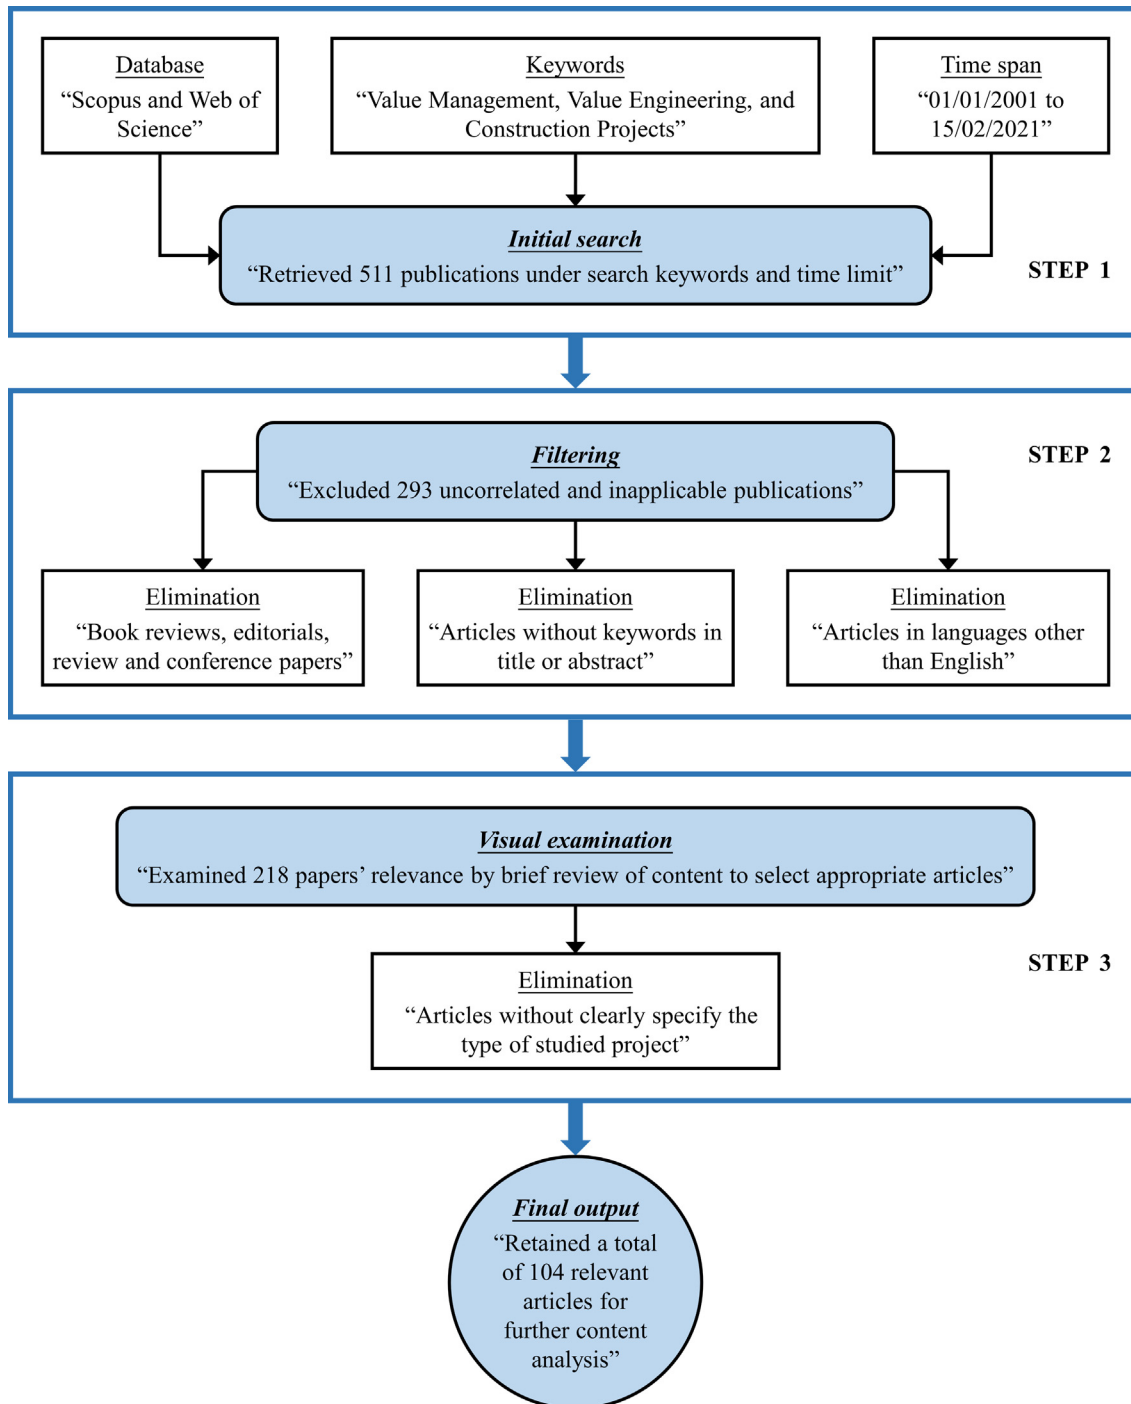 Database
“Scopus and Web of
Science”
Keywords
“Value Management, Value Engineering, and
Construction Projects”
Time span
“01/01/2001 to
15/02/2021”
Initial search
“Retrieved 511 publications under search keywords and time limit”
STEP 1
Filtering
“Excluded 293 uncorrelated and inapplicable publications”
STEP 2
Elimination
“Book reviews, editorials,
review and conference papers”
Elimination
“Articles without keywords in
title or abstract”
Elimination
“Articles in languages other
than English”
Visual examination
“Examined 218 papers’ relevance by brief review of content to select appropriate articles”
Elimination
“Articles without clearly specify the
type of studied project”
STEP 3
Final output
“Retained a total
of 104 relevant
articles for
further content
analysis”